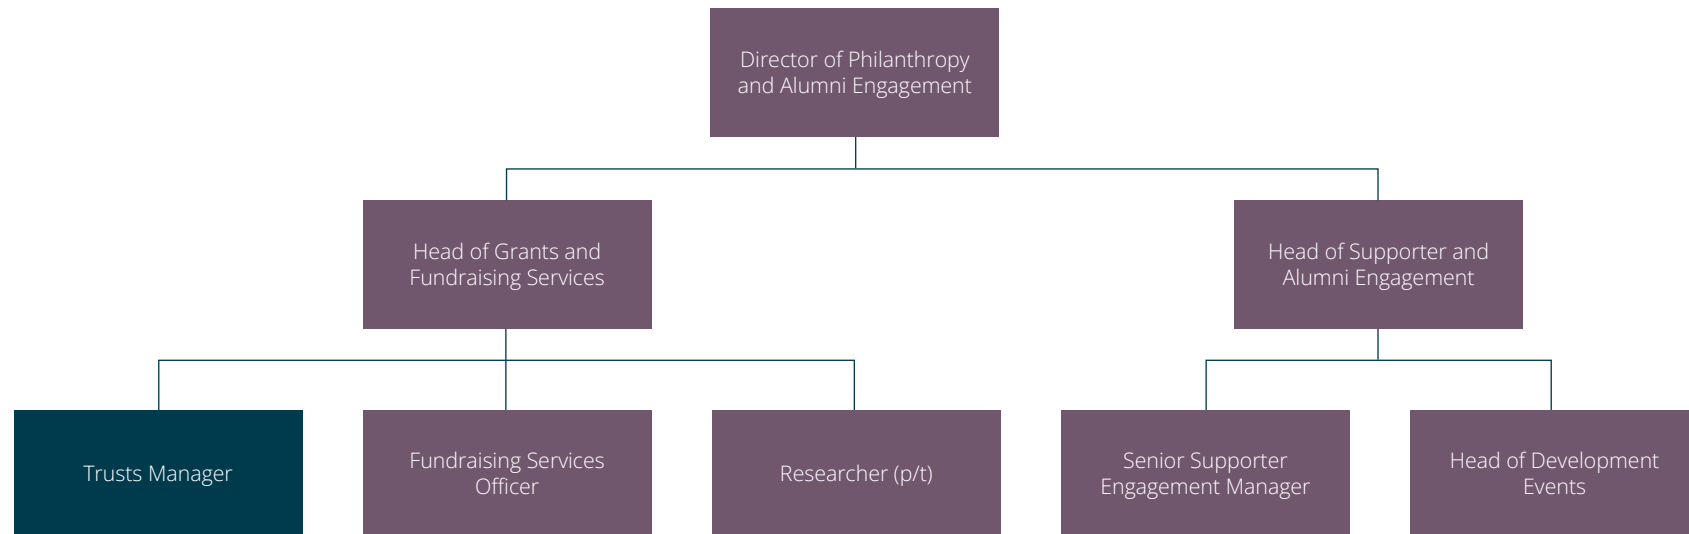 Director of Philanthropy
and Alumni Engagement
Head of Grants and
Fundraising Services
Head of Supporter and
Alumni Engagement
Trusts Manager
Fundraising Services
Officer
Researcher (p/t)
Senior Supporter
Engagement Manager
Head of Development
Events